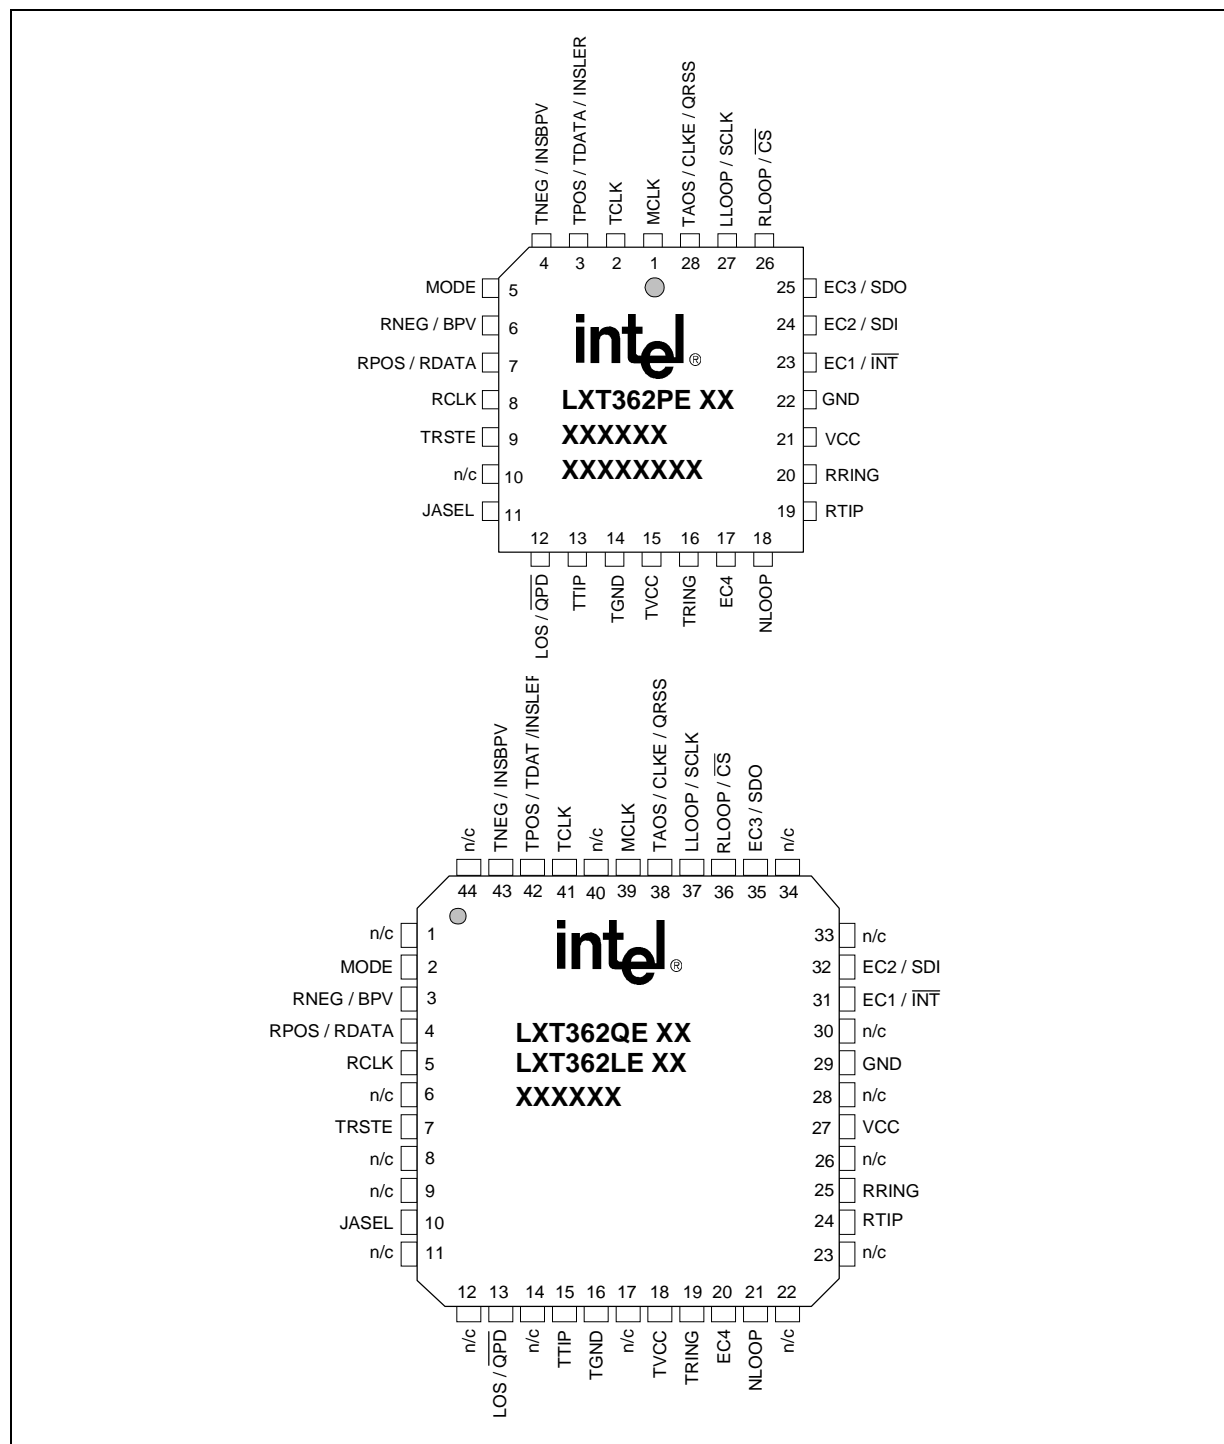 TNEG / INSBPV
TPOS / TDATA / INSLER
TCLK
MCLK
TAOS / CLKE / QRSS
LLOOP / SCLK
RLOOP / CS
4
3
2
1
28
27
26
MODE
5
25
EC3 / SDO
RNEG / BPV
6
24
EC2 / SDI
RPOS / RDATA
7
23
EC1 / INT
RCLK
8
22
GND
TRSTE
9
21
VCC
n/c
10
20
RRING
JASEL
11
19
RTIP
intel®
LXT362PE XX
XXXXXX
XXXXXXXX
12
13
14
15
16
17
18
LOS / QPD
TTIP
TGND
TVCC
TRING
EC4
NLOOP
n/c
TNEG / INSBPV
TPOS / TDAT /INSLER
TCLK
n/c
MCLK
TAOS / CLKE / QRSS
LLOOP / SCLK
RLOOP / CS
EC3 / SDO
n/c
44
43
42
41
40
39
38
37
36
35
34
n/c
1
33
n/c
MODE
2
32
EC2 / SDI
RNEG / BPV
3
31
EC1 / INT
RPOS / RDATA
4
30
n/c
RCLK
5
29
GND
n/c
6
28
n/c
TRSTE
7
27
VCC
n/c
8
26
n/c
n/c
9
25
RRING
JASEL
10
24
RTIP
n/c
11
23
n/c
intel®
LXT362QE XX
LXT362LE XX
XXXXXX
12
13
14
15
16
17
18
19
20
21
22
n/c
LOS / QPD
n/c
TTIP
TGND
n/c
TVCC
TRING
EC4
NLOOP
n/c